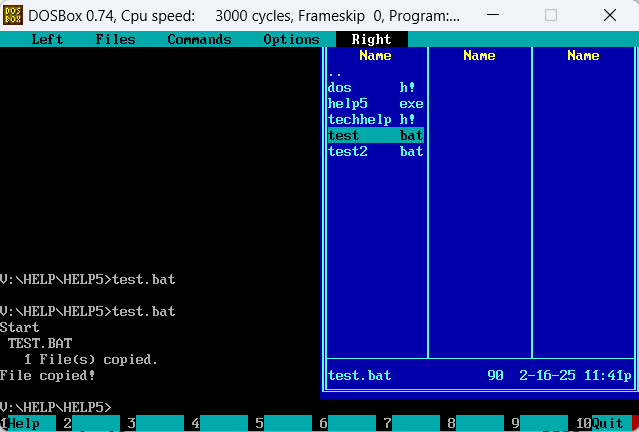 DOS BOX
DOSBox 0.74, Cpu speed: 3000 cycles, Frameskip 0, Program:...
Left Files Commands Options Right
Name Name Name
..
dos h!
help5 exe
techhelp h!
test bat
test2 bat
V:\HELP\HELP5>test.bat
V:\HELP\HELP5>test.bat
Start
TEST.BAT
1 File(s) copied.
File copied!
test.bat 90 2-16-25 11:41p
V:\HELP\HELP5>
1Help 2 3 4 5 6 7 8 9 10Quit